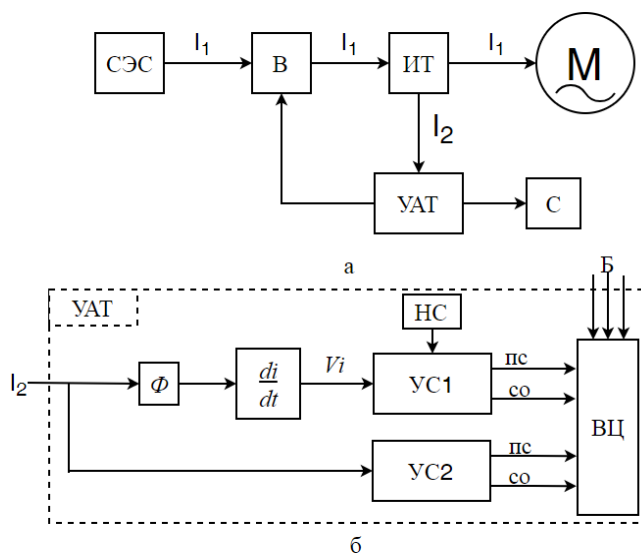 I1 I1 I1
СЭС В ИТ М
I2
УАТ С
а
Б
УАТ
НС
I2 Ф di/dt Vi УС1 пс
со
ВЦ
УС2 пс
со
б